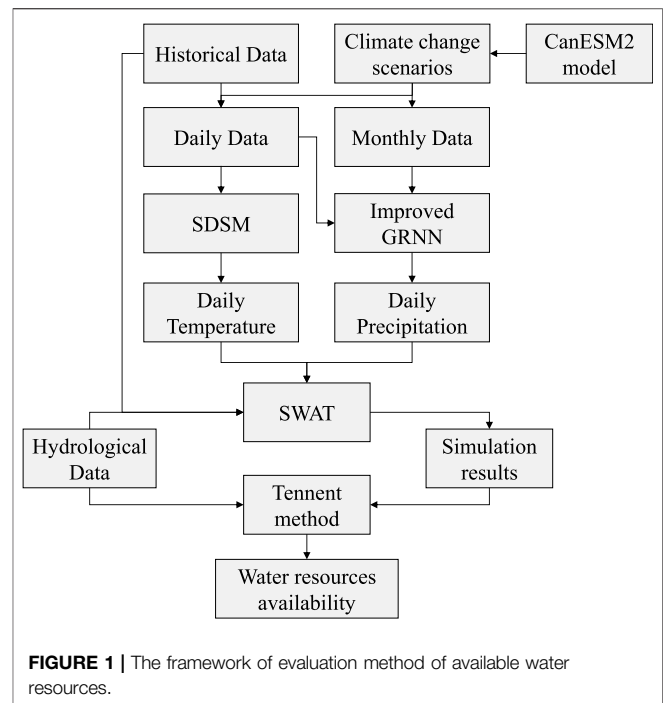 Historical Data
Climate change
scenarios
CanESM2
model
Daily Data
Monthly Data
SDSM
Improved
GRNN
Daily
Temperature
Daily
Precipitation
SWAT
Hydrological
Data
Simulation
results
Tennent
method
Water resources
availability
FIGURE 1 | The framework of evaluation method of available water
resources.